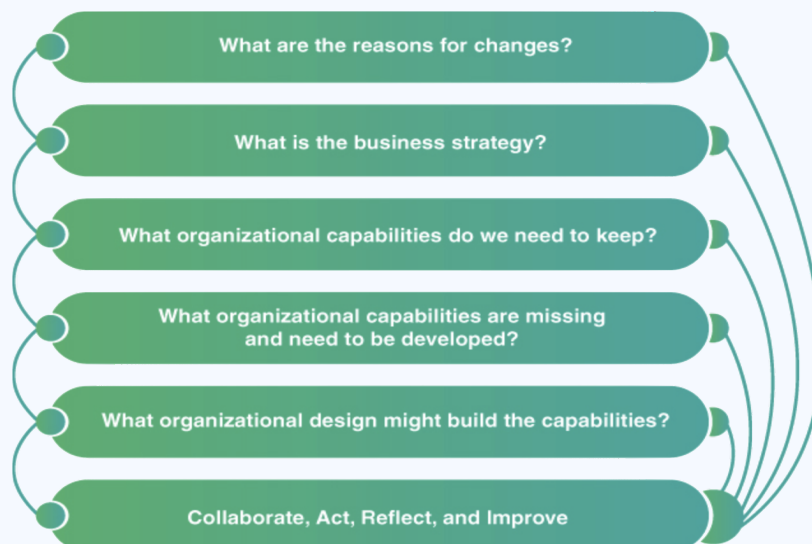 What are the reasons for changes?
What is the business strategy?
What organizational capabilities do we need to keep?
What organizational capabilities are missing
and need to be developed?
What organizational design might build the capabilities?
Collaborate, Act, Reflect, and Improve